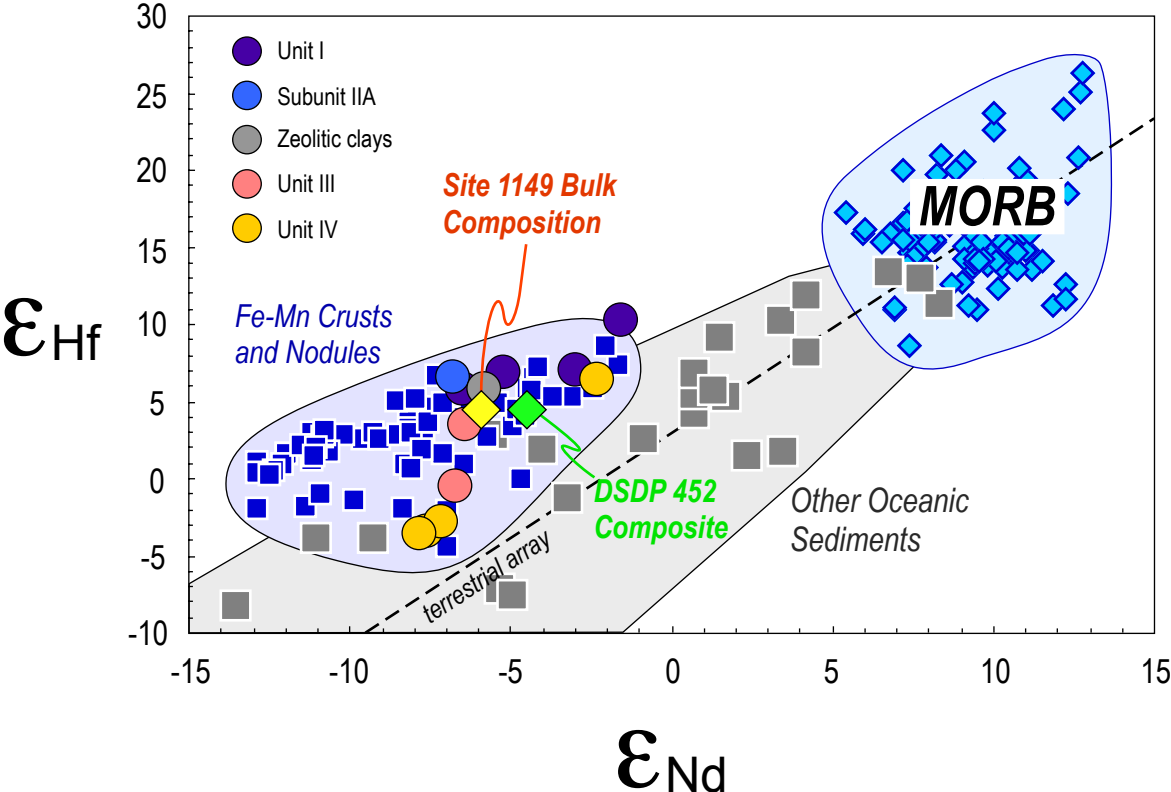 30
25
20
15
10
5
0
-5
-10
εHf
Unit I
Subunit IIA
Zeolitic clays
Unit III
Unit IV
Site 1149 Bulk
Composition
Fe-Mn Crusts
and Nodules
MORB
DSDP 452
Composite
Other Oceanic
Sediments
terrestrial array
-15 -10 -5 0 5 10 15
εNd